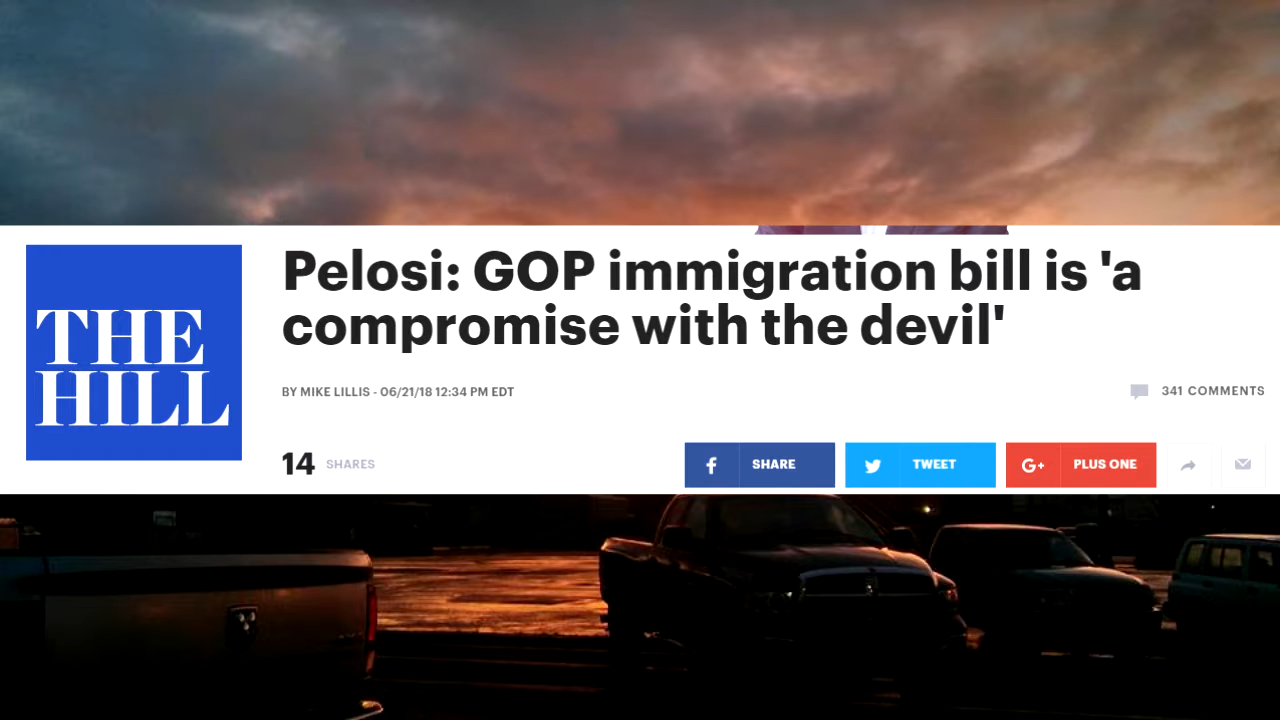 THE
HILL
Pelosi: GOP immigration bill is 'a
compromise with the devil'
BY MIKE LILLIS - 06/21/18 12:34 PM EDT
341 COMMENTS
14 SHARES
SHARE
TWEET
G+ PLUS ONE